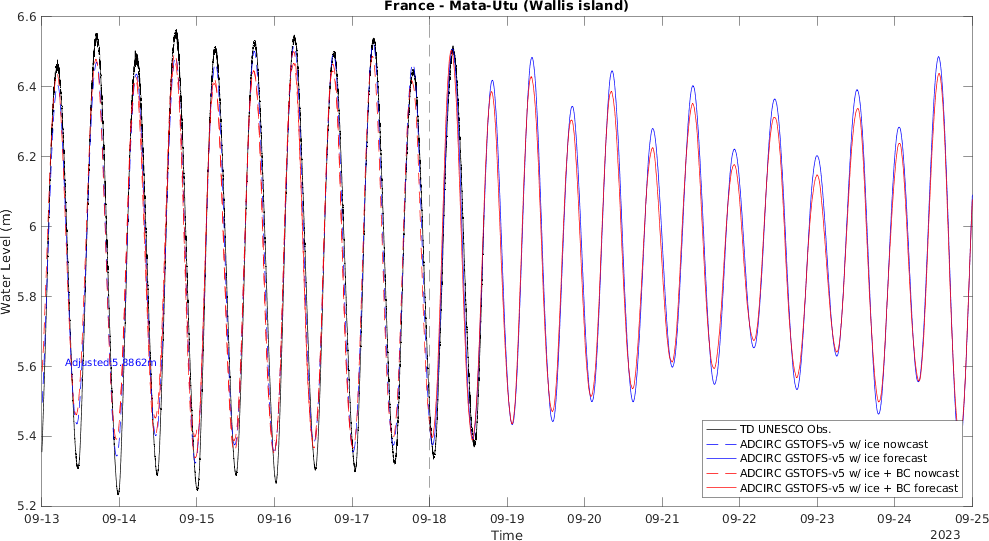 France - Mata-Utu (Wallis island)
6.6
6.4
6.2
6
5.8
5.6
5.4
5.2
Water Level (m)
Adjusted 5.8862m
TD UNESCO Obs.
ADCIRC GSTOFS-v5 w/ ice nowcast
ADCIRC GSTOFS-v5 w/ ice forecast
ADCIRC GSTOFS-v5 w/ ice + BC nowcast
ADCIRC GSTOFS-v5 w/ ice + BC forecast
09-13 09-14 09-15 09-16 09-17 09-18 09-19 09-20 09-21 09-22 09-23 09-24 09-25
Time
2023